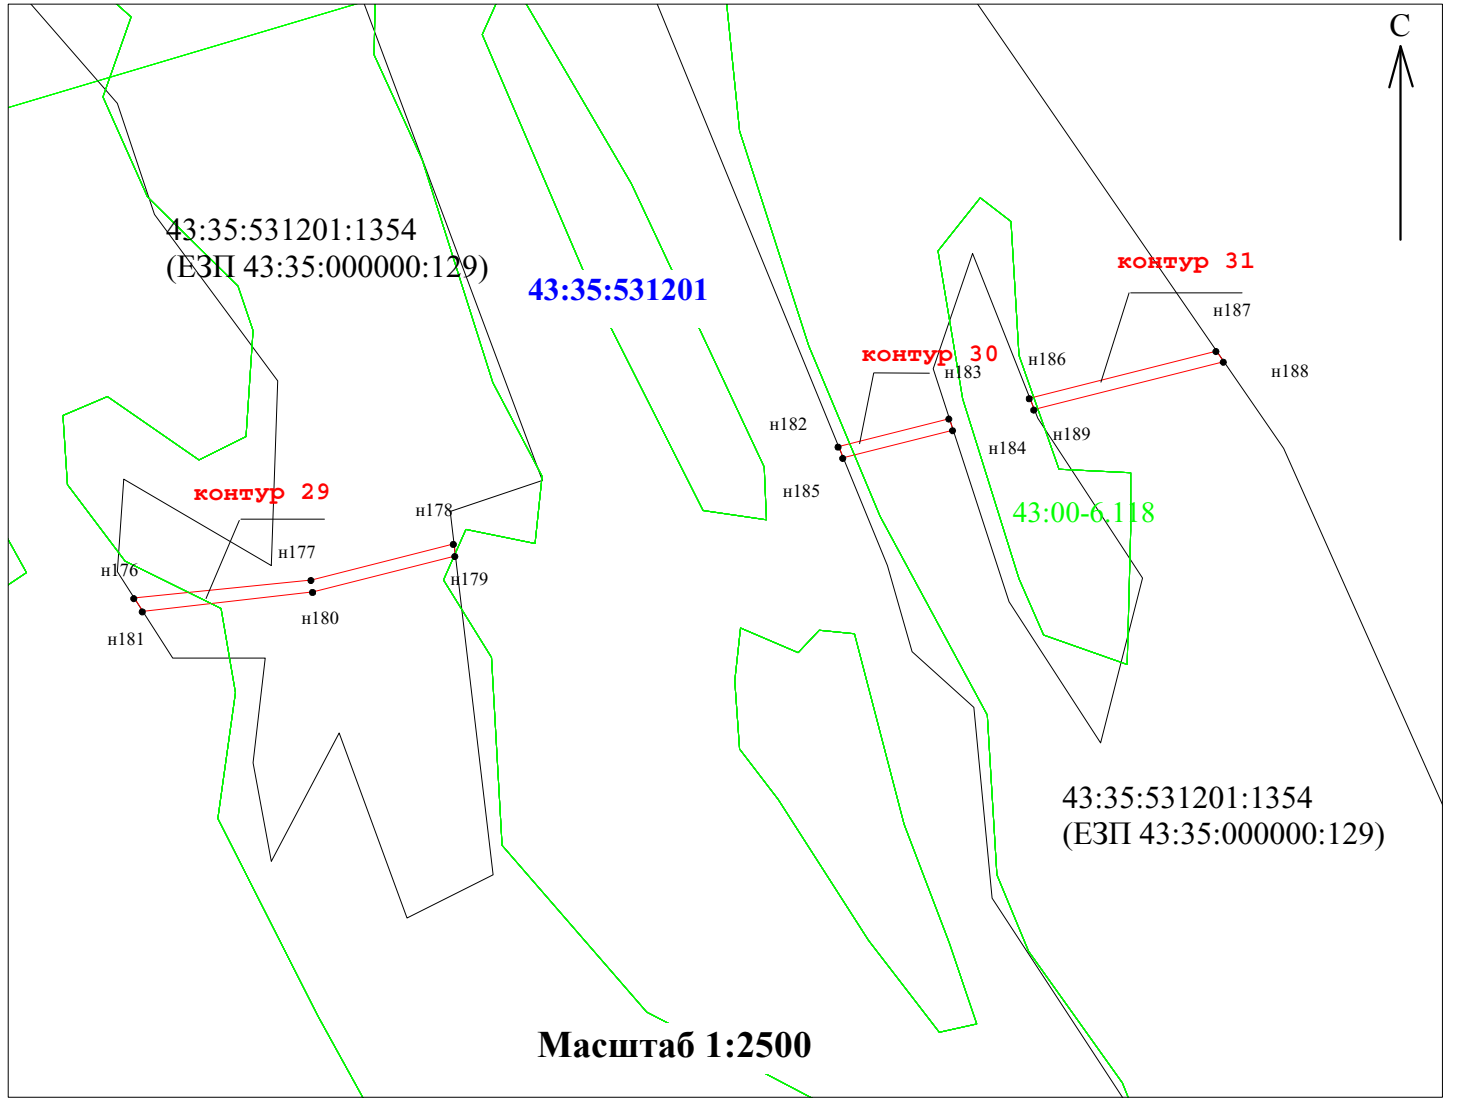 С
43:35:531201:1354
(ЕЗП 43:35:000000:129)
43:35:531201
контур 31
н187
контур 30
н183
н186
н188
н182
н184
н189
н185
43:00-6.118
контур 29
н178
н177
н176
н179
н180
н181
43:35:531201:1354
(ЕЗП 43:35:000000:129)
Масштаб 1:2500